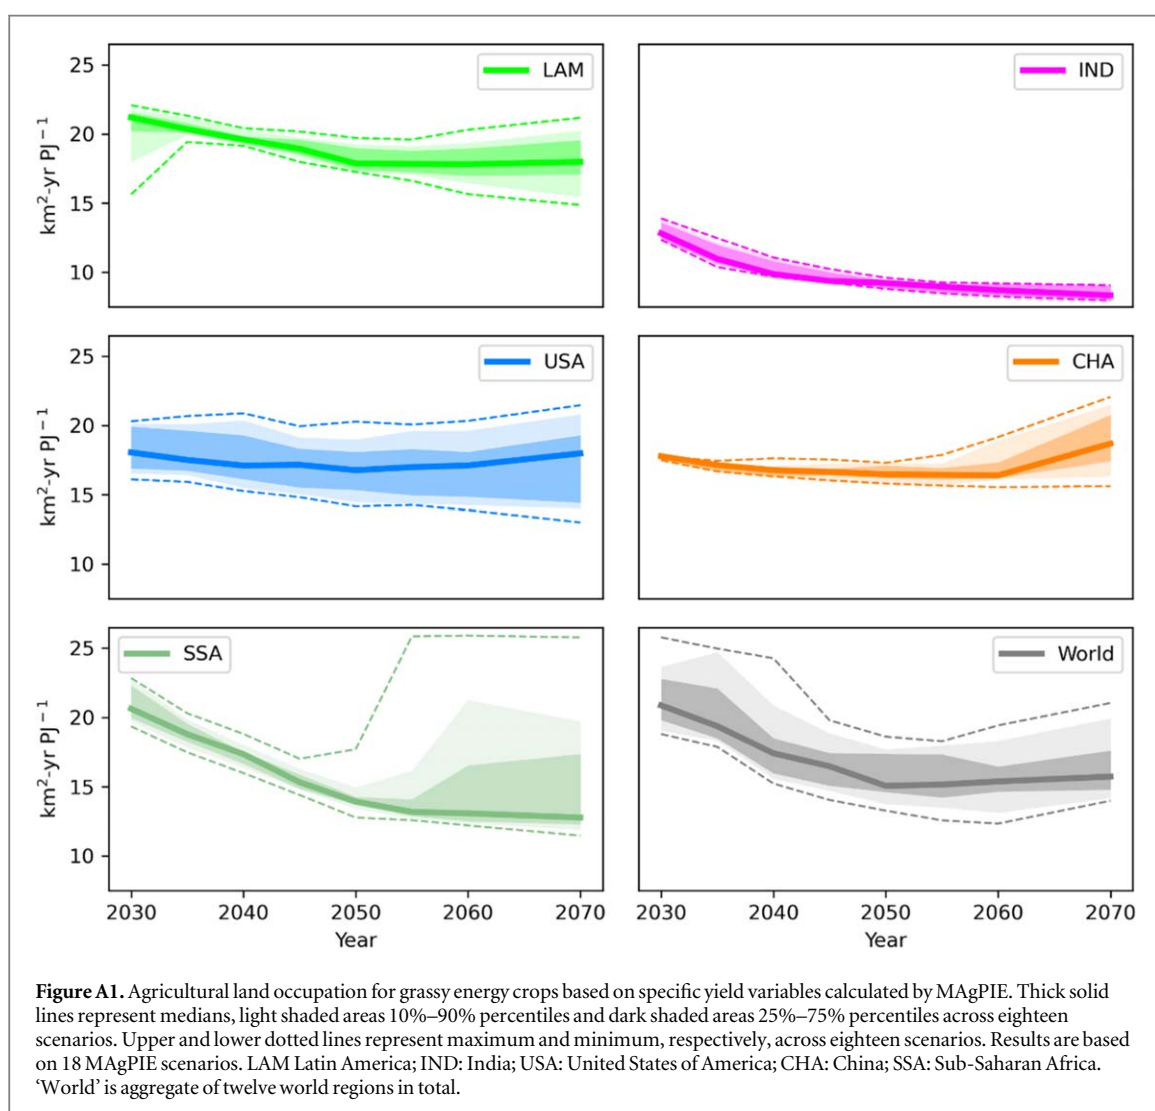 25
20
15
10
km²-yr PJ⁻¹
LAM
IND
25
20
15
10
km²-yr PJ⁻¹
USA
CHA
25
20
15
10
km²-yr PJ⁻¹
SSA
World
2030 2040 2050 2060 2070
Year
2030 2040 2050 2060 2070
Year
Figure A1. Agricultural land occupation for grassy energy crops based on specific yield variables calculated by MAgPIE. Thick solid
lines represent medians, light shaded areas 10%–90% percentiles and dark shaded areas 25%–75% percentiles across eighteen
scenarios. Upper and lower dotted lines represent maximum and minimum, respectively, across eighteen scenarios. Results are based
on 18 MAgPIE scenarios. LAM Latin America; IND: India; USA: United States of America; CHA: China; SSA: Sub-Saharan Africa.
‘World’ is aggregate of twelve world regions in total.